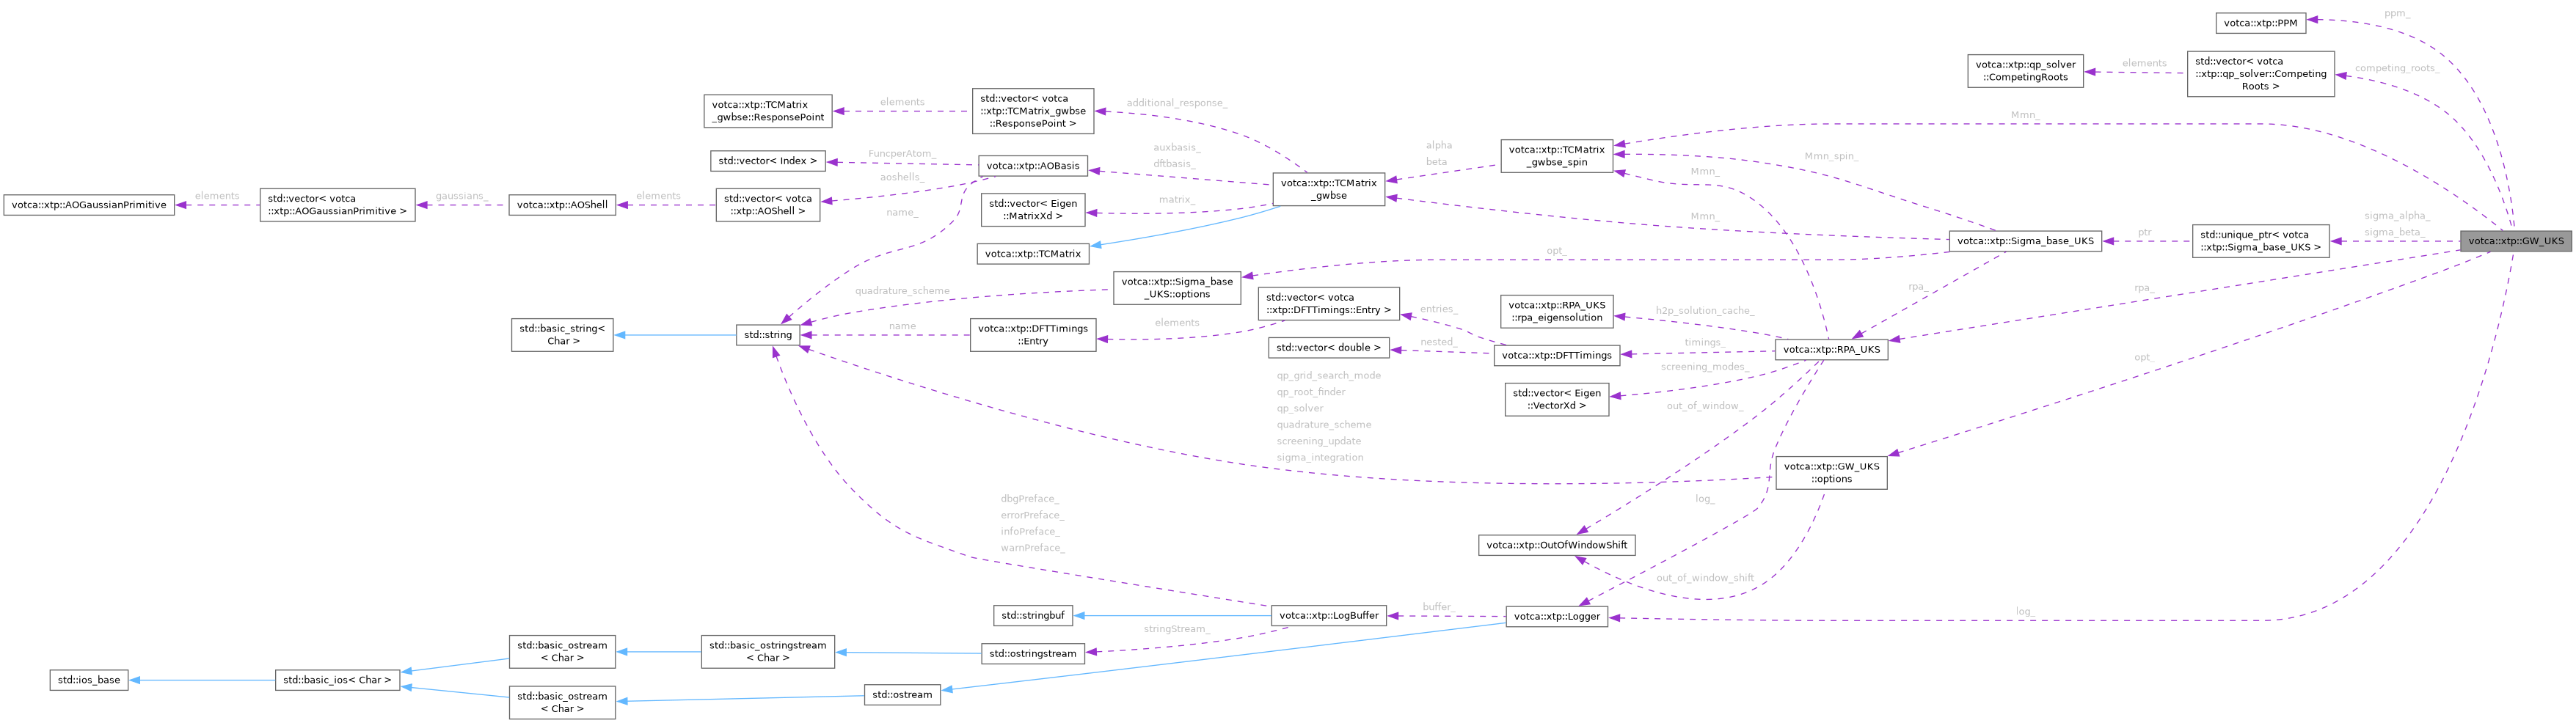 votca::xtp::PPM
ppm_
votca::xtp::qp_solver
::CompetingRoots
elements
std::vector< votca
::xtp::qp_solver::Competing
Roots >
competing_roots_
votca::xtp::TCMatrix
_gwbse::ResponsePoint
elements
std::vector< votca
::xtp::TCMatrix_gwbse
::ResponsePoint >
additional_response_
Mmn_
std::vector< Index >
FuncperAtom_
votca::xtp::AOBasis
auxbasis_
dftbasis_
alpha
beta
votca::xtp::TCMatrix
_gwbse_spin
Mmn_spin_
Mmn_
votca::xtp::AOGaussianPrimitive
elements
std::vector< votca
::xtp::AOGaussianPrimitive >
gaussians_
votca::xtp::AOShell
elements
std::vector< votca
::xtp::AOShell >
aoshells_
name_
std::vector< Eigen
::MatrixXd >
matrix_
votca::xtp::TCMatrix
_gwbse
Mmn_
votca::xtp::TCMatrix
votca::xtp::Sigma_base_UKS
ptr
std::unique_ptr< votca
::xtp::Sigma_base_UKS >
sigma_alpha_
sigma_beta_
votca::xtp::GW_UKS
opt_
quadrature_scheme
votca::xtp::Sigma_base
_UKS::options
rpa_
rpa_
std::basic_string<
Char >
std::string
name
votca::xtp::DFTTimings
::Entry
elements
std::vector< votca
::xtp::DFTTimings::Entry >
entries_
votca::xtp::RPA_UKS
::rpa_eigensolution
h2p_solution_cache_
std::vector< double >
nested_
votca::xtp::DFTTimings
timings_
votca::xtp::RPA_UKS
opt_
screening_modes_
std::vector< Eigen
::VectorXd >
out_of_window_
qp_grid_search_mode
qp_root_finder
qp_solver
quadrature_scheme
screening_update
sigma_integration
votca::xtp::GW_UKS
::options
dbgPreface_
errorPreface_
infoPreface_
warnPreface_
log_
votca::xtp::OutOfWindowShift
out_of_window_shift
std::stringbuf
votca::xtp::LogBuffer
buffer_
votca::xtp::Logger
log_
stringStream_
std::basic_ostream
< Char >
std::basic_ostringstream
< Char >
std::ostringstream
std::ios_base
std::basic_ios< Char >
std::basic_ostream
< Char >
std::ostream